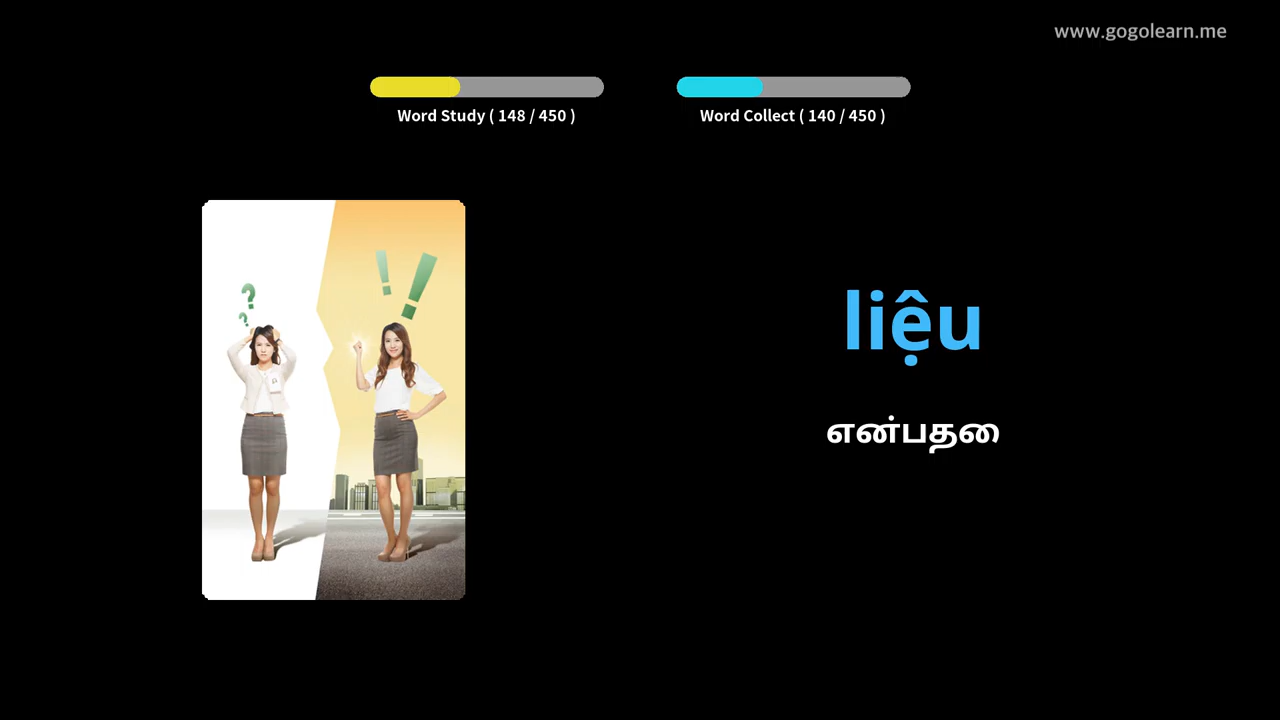 www.gogolearn.me
Word Study ( 148 / 450 )
Word Collect ( 140 / 450 )
? ?
! !
liệu
என்பதை